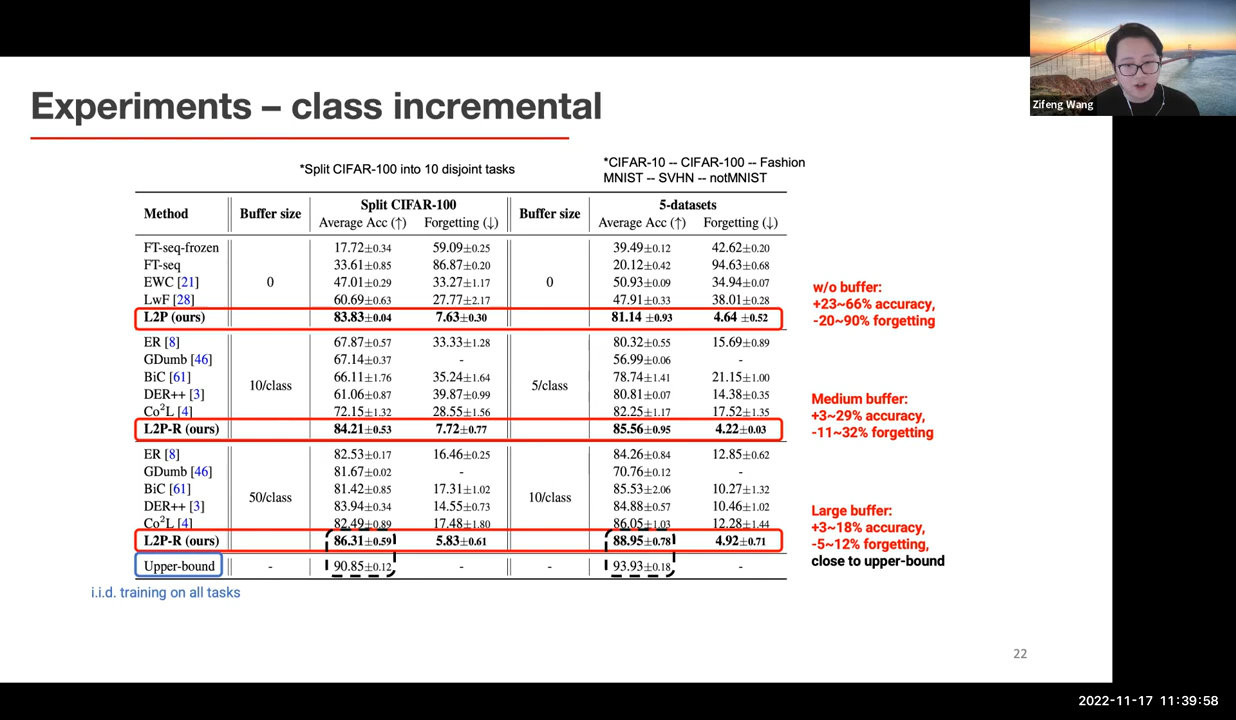 Zifeng Wang
Experiments – class incremental
*Split CIFAR-100 into 10 disjoint tasks
*CIFAR-10 -- CIFAR-100 -- Fashion
MNIST -- SVHN -- notMNIST
Method Buffer size Split CIFAR-100 Buffer size 5-datasets
Average Acc (↑) Forgetting (↓) Average Acc (↑) Forgetting (↓)
FT-seq-frozen 17.72±0.34 59.09±0.25 39.49±0.12 42.62±0.20
FT-seq 33.61±0.85 86.87±0.20 20.12±0.42 94.63±0.68
EWC [21] 0 47.01±0.29 33.27±1.17 0 50.93±0.09 34.94±0.07
LwF [28] 60.69±0.63 27.77±2.17 47.91±0.33 38.01±0.28
L2P (ours) 83.83±0.04 7.63±0.30 81.14 ±0.93 4.64 ±0.52
w/o buffer:
+23~66% accuracy,
-20~90% forgetting
ER [8] 67.87±0.57 33.33±1.28 80.32±0.55 15.69±0.89
GDumb [46] 67.14±0.37 - 56.99±0.06 -
BiC [61] 10/class 66.11±1.76 35.24±1.64 5/class 78.74±1.41 21.15±1.00
DER++ [3] 61.06±0.87 39.87±0.99 80.81±0.07 14.38±0.35
Co²L [4] 72.15±1.32 28.55±1.56 82.25±1.17 17.52±1.35
L2P-R (ours) 84.21±0.53 7.72±0.77 85.56±0.95 4.22±0.03
Medium buffer:
+3~29% accuracy,
-11~32% forgetting
ER [8] 82.53±0.17 16.46±0.25 84.26±0.84 12.85±0.62
GDumb [46] 81.67±0.02 - 70.76±0.12 -
BiC [61] 50/class 81.42±0.85 17.31±1.02 10/class 85.53±2.06 10.27±1.32
DER++ [3] 83.94±0.34 14.55±0.73 84.88±0.57 10.46±1.02
Co²L [4] 82.49±0.89 17.48±1.80 86.05±1.03 12.28±1.44
L2P-R (ours) 86.31±0.59 5.83±0.61 88.95±0.78 4.92±0.71
Upper-bound - 90.85±0.12 - - 93.93±0.18 -
Large buffer:
+3~18% accuracy,
-5~12% forgetting,
close to upper-bound
i.i.d. training on all tasks
22
2022-11-17 11:39:58